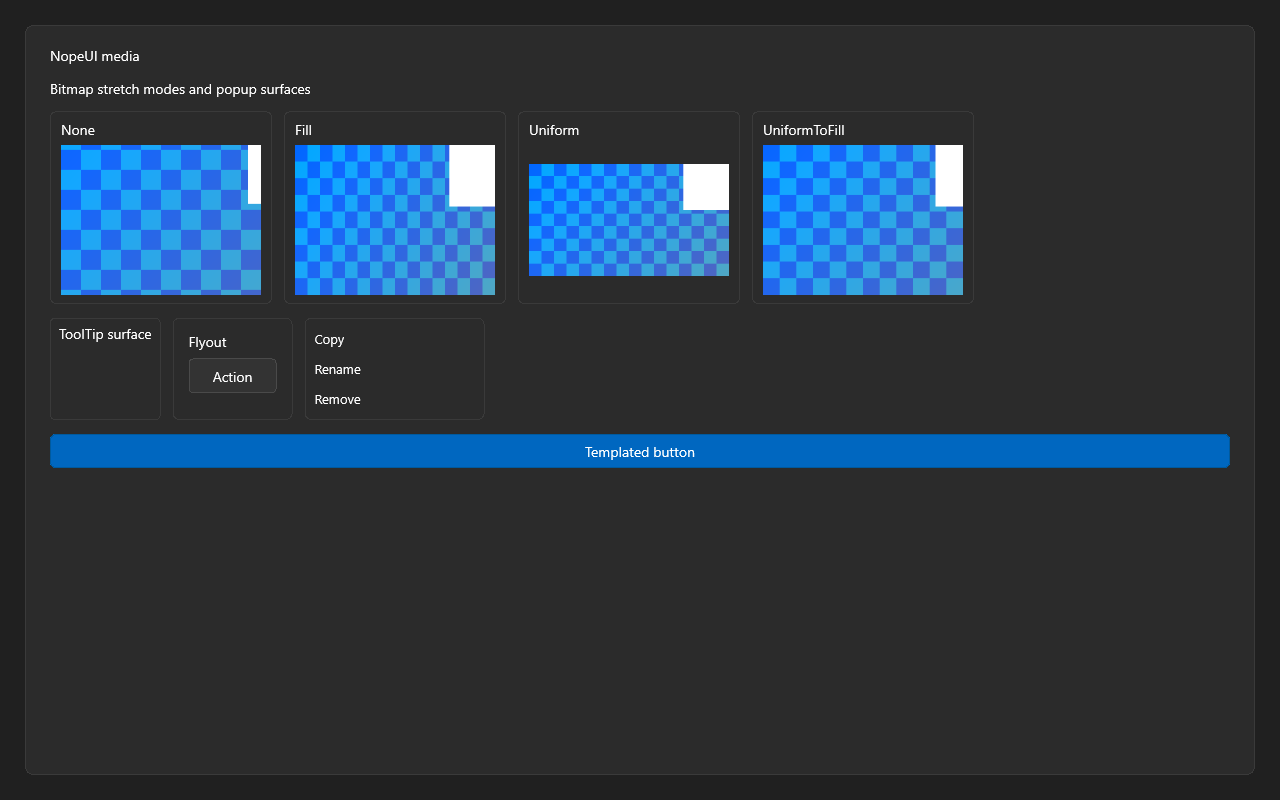 NopeUI media
Bitmap stretch modes and popup surfaces
None
Fill
Uniform
UniformToFill
ToolTip surface
Flyout
Action
Copy
Rename
Remove
Templated button